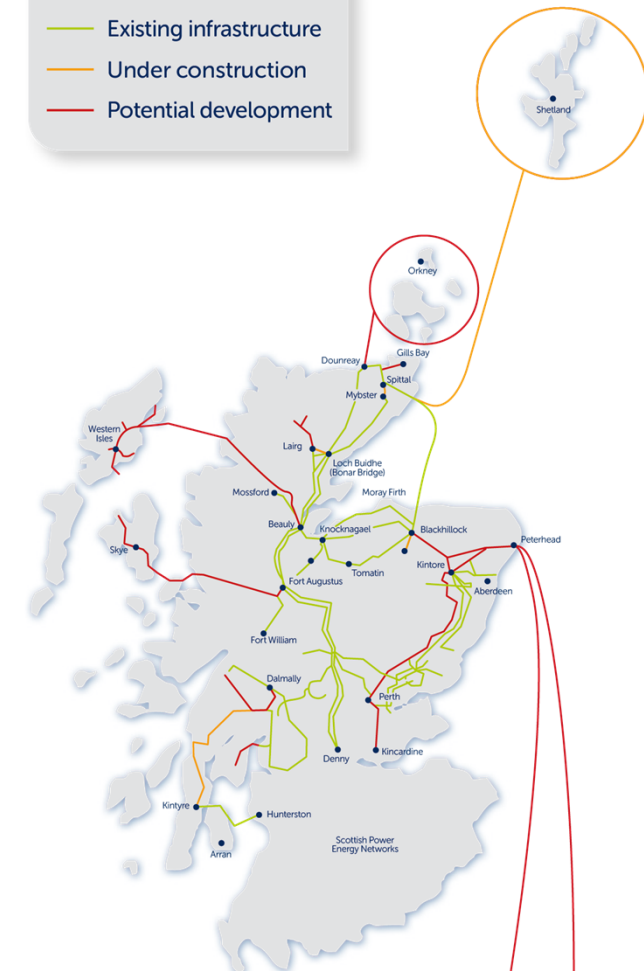 Existing infrastructure
Under construction
Potential development
Shetland
Orkney
Gills Bay
Dounreay
Spittal
Mybster
Western
Isles
Lairg
Loch Buidhe
(Bonar Bridge)
Mossford
Moray Firth
Beauly
Knocknagael
Blackhillock
Peterhead
Skye
Kintore
Tomatin
Fort Augustus
Aberdeen
Fort William
Dalmally
Perth
Denny
Kincardine
Kintyre
Hunterston
Arran
Scottish Power
Energy Networks